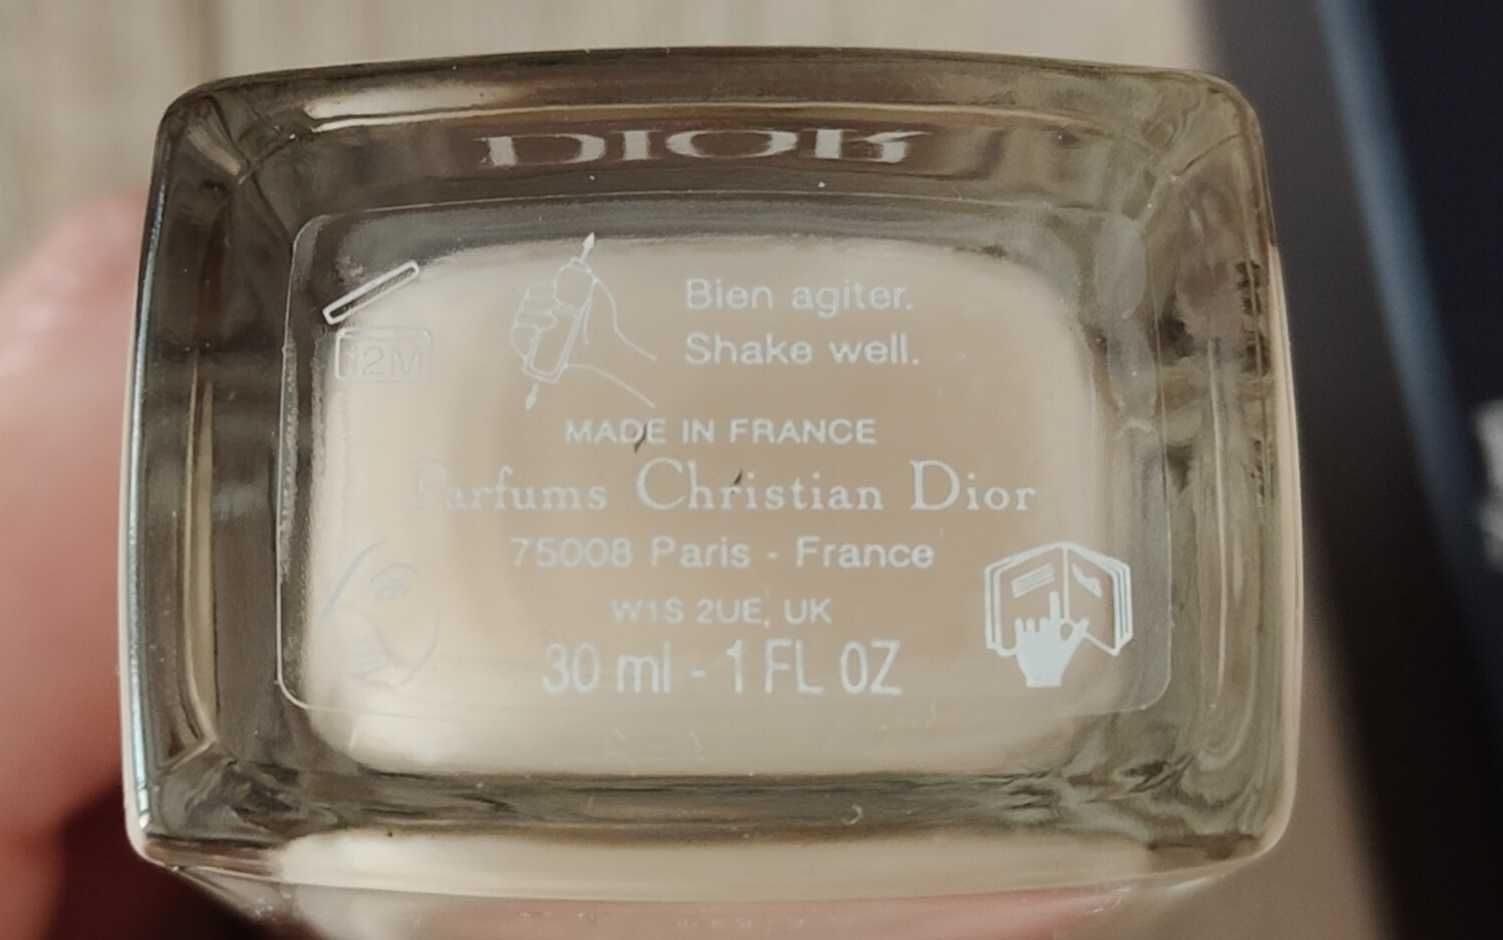 DIOR
Bien agiter.
Shake well.
12M
MADE IN FRANCE
Parfums Christian Dior
75008 Paris - France
W1S 2UE, UK
30 ml - 1 FL OZ